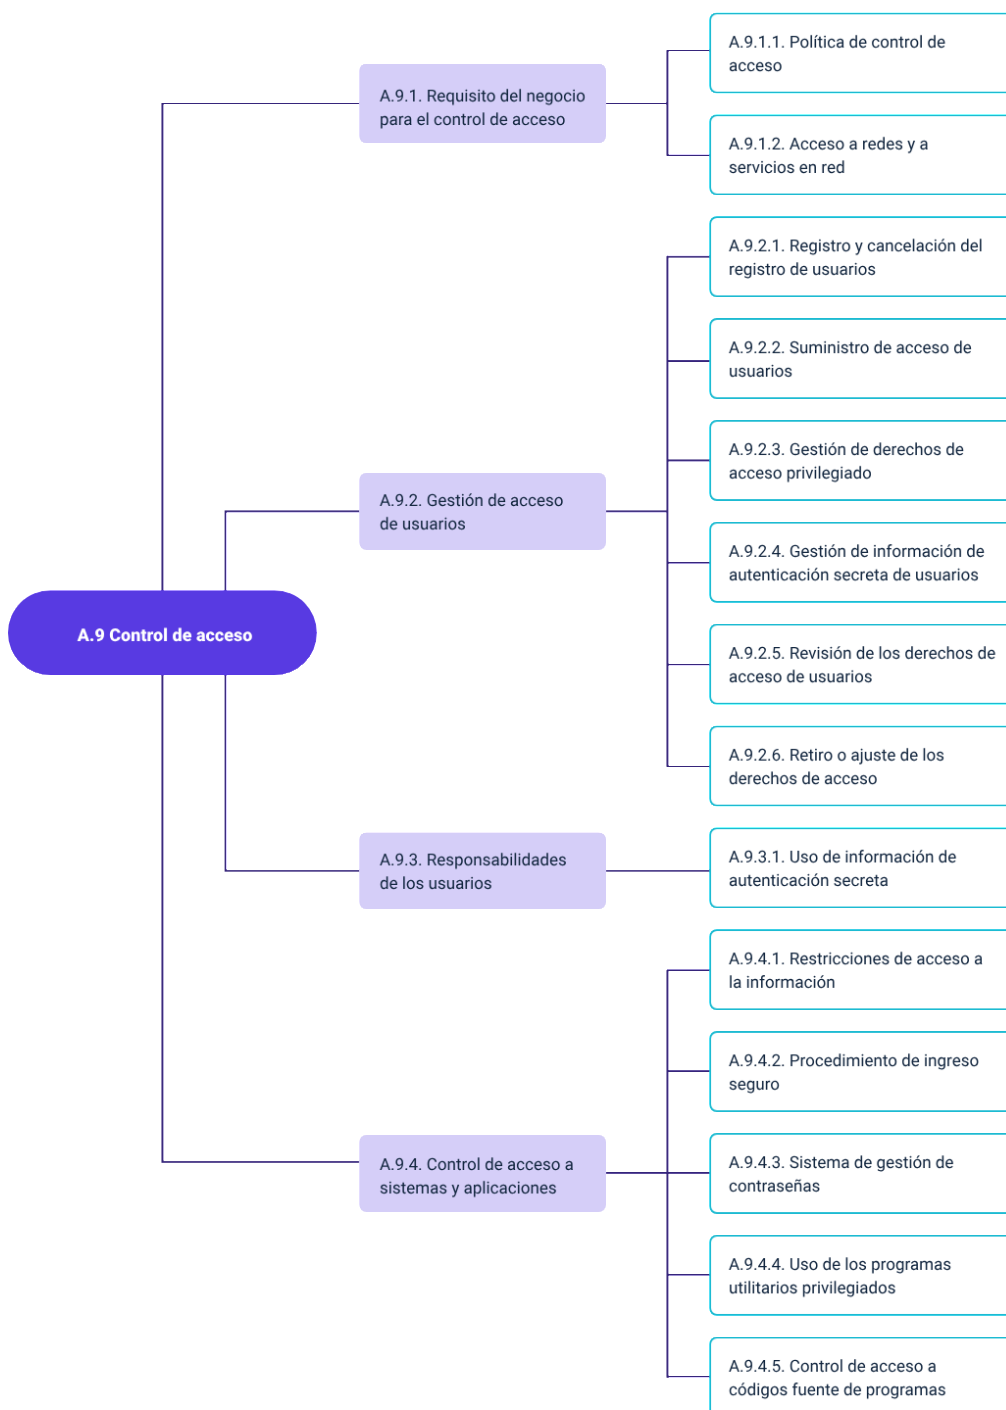 A.9 Control de acceso
A.9.1. Requisito del negocio
para el control de acceso
A.9.1.1. Política de control de
acceso
A.9.1.2. Acceso a redes y a
servicios en red
A.9.2. Gestión de acceso
de usuarios
A.9.2.1. Registro y cancelación del
registro de usuarios
A.9.2.2. Suministro de acceso de
usuarios
A.9.2.3. Gestión de derechos de
acceso privilegiado
A.9.2.4. Gestión de información de
autenticación secreta de usuarios
A.9.2.5. Revisión de los derechos de
acceso de usuarios
A.9.2.6. Retiro o ajuste de los
derechos de acceso
A.9.3. Responsabilidades
de los usuarios
A.9.3.1. Uso de información de
autenticación secreta
A.9.4. Control de acceso a
sistemas y aplicaciones
A.9.4.1. Restricciones de acceso a
la información
A.9.4.2. Procedimiento de ingreso
seguro
A.9.4.3. Sistema de gestión de
contraseñas
A.9.4.4. Uso de los programas
utilitarios privilegiados
A.9.4.5. Control de acceso a
códigos fuente de programas